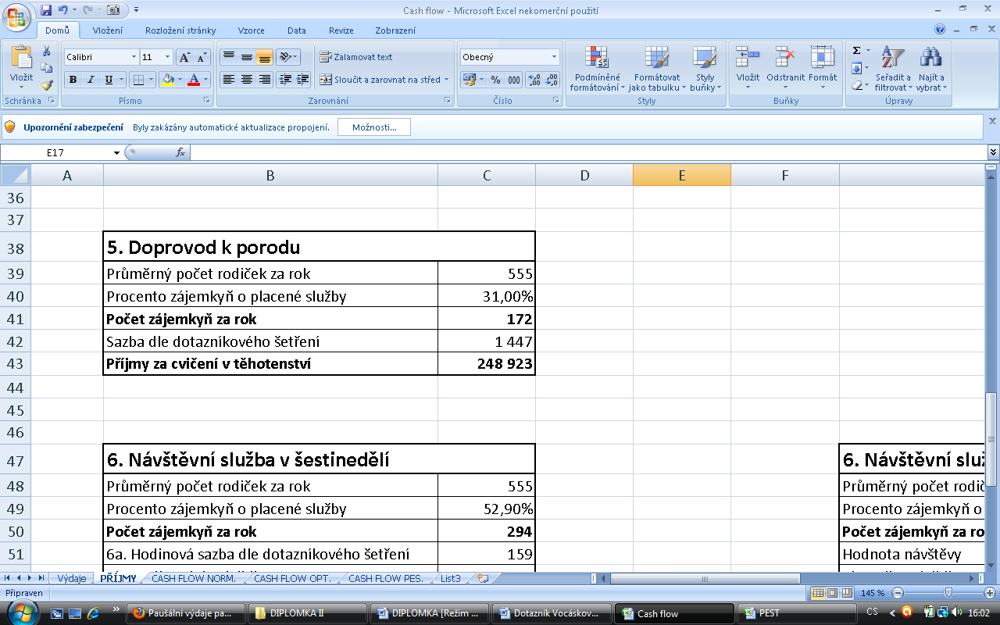 Cash flow - Microsoft Excel nekomerční použití
Domů Vložení Rozložení stránky Vzorce Data Revize Zobrazení
Vložit
Schránka
Calibri 11
B I U
Písmo
Zalamovat text
Sloučit a zarovnat na střed
Zarovnání
Obecný
% 000
Číslo
Podmíněné formátování
Formátovat jako tabulku
Styly buňky
Styly
Vložit Odstranit Formát
Buňky
Seřadit a filtrovat
Najít a vybrat
Úpravy
Upozornění zabezpečení Byly zakázány automatické aktualizace propojení. Možnosti...
E17 fx
A B C D E F
36
37
38 5. Doprovod k porodu
39 Průměrný počet rodiček za rok 555
40 Procento zájemkyň o placené služby 31,00%
41 Počet zájemkyň za rok 172
42 Sazba dle dotazníkového šetření 1 447
43 Příjmy za cvičení v těhotenství 248 923
44
45
46
47 6. Návštěvní služba v šestinedělí 6. Návštěvní služ
48 Průměrný počet rodiček za rok 555 Průměrný počet rodič
49 Procento zájemkyň o placené služby 52,90% Procento zájemkyň o
50 Počet zájemkyň za rok 294 Počet zájemkyň za ro
51 6a. Hodinová sazba dle dotazníkového šetření 159 Hodnota návštěvy
Výdaje PŘÍJMY CASH FLOW NORM. CASH FLOW OPT. CASH FLOW PES. List3
Připraven 145 %
Paušální výdaje pa... DIPLOMKA II DIPLOMKA [Režim ... Dotazník Vocáskov... Cash flow PEST CS 16:02